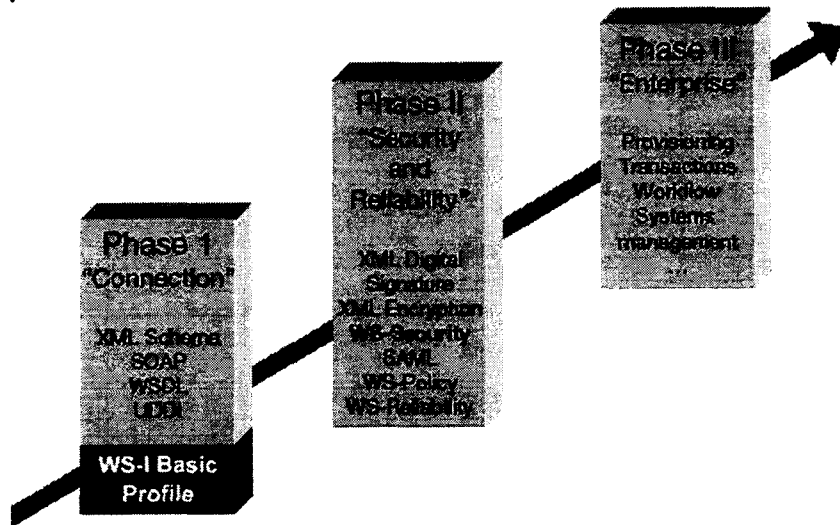 Phase 1
"Connection"
XML Schema
SOAP
WSDL
UDDI
WS-I Basic
Profile
Phase II
"Security
and
Reliability"
XML Digital
Signature
XML Encryption
WS-Security
SAML
WS-Policy
WS-Reliability
Phase III
"Enterprise"
Provisioning
Transactions
Workflow
Systems
management
...